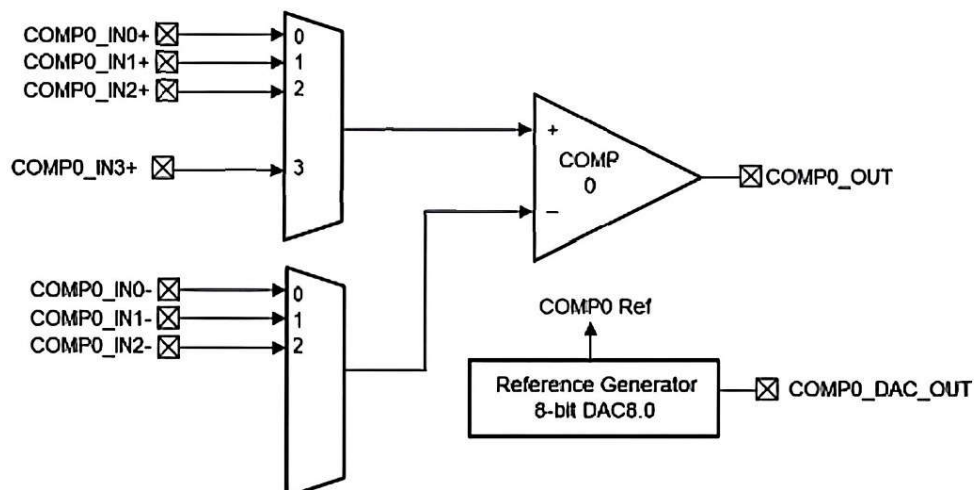 COMP0_IN0+
0
COMP0_IN1+
1
COMP0_IN2+
2
COMP0_IN3+
3
+
COMP
0
−
COMP0_OUT
COMP0_IN0-
0
COMP0_IN1-
1
COMP0_IN2-
2
COMP0 Ref
Reference Generator
8-bit DAC8.0
COMP0_DAC_OUT